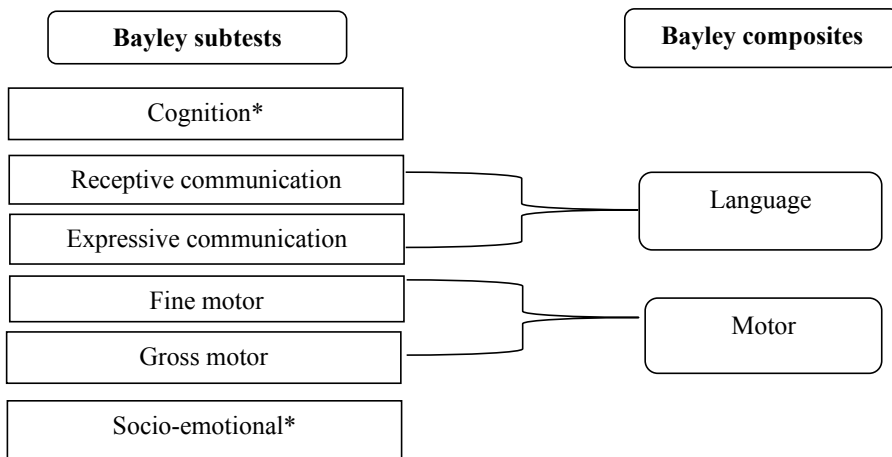 Bayley subtests
Bayley composites
Cognition*
Receptive communication
Expressive communication
Language
Fine motor
Gross motor
Motor
Socio-emotional*